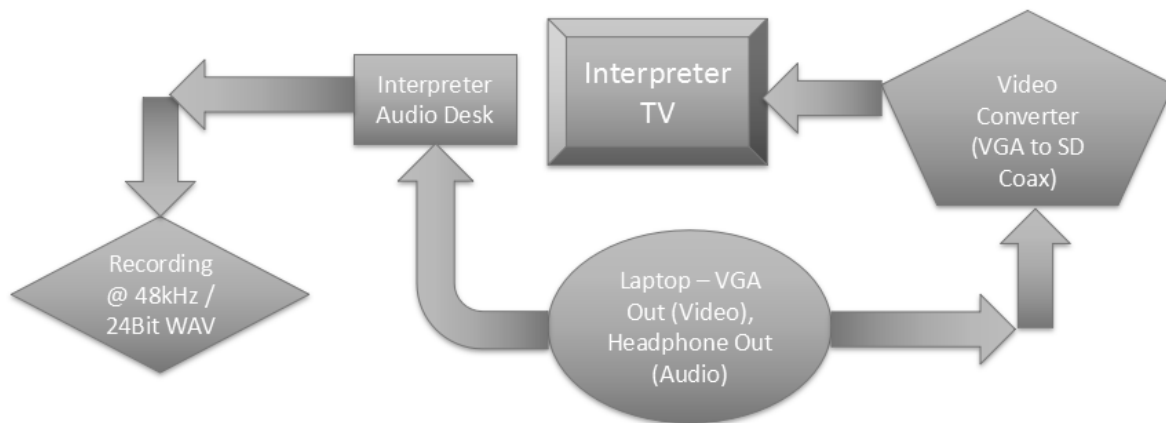 Interpreter
Audio Desk
Interpreter
TV
Video
Converter
(VGA to SD
Coax)
Recording
@ 48kHz /
24Bit WAV
Laptop – VGA
Out (Video),
Headphone Out
(Audio)